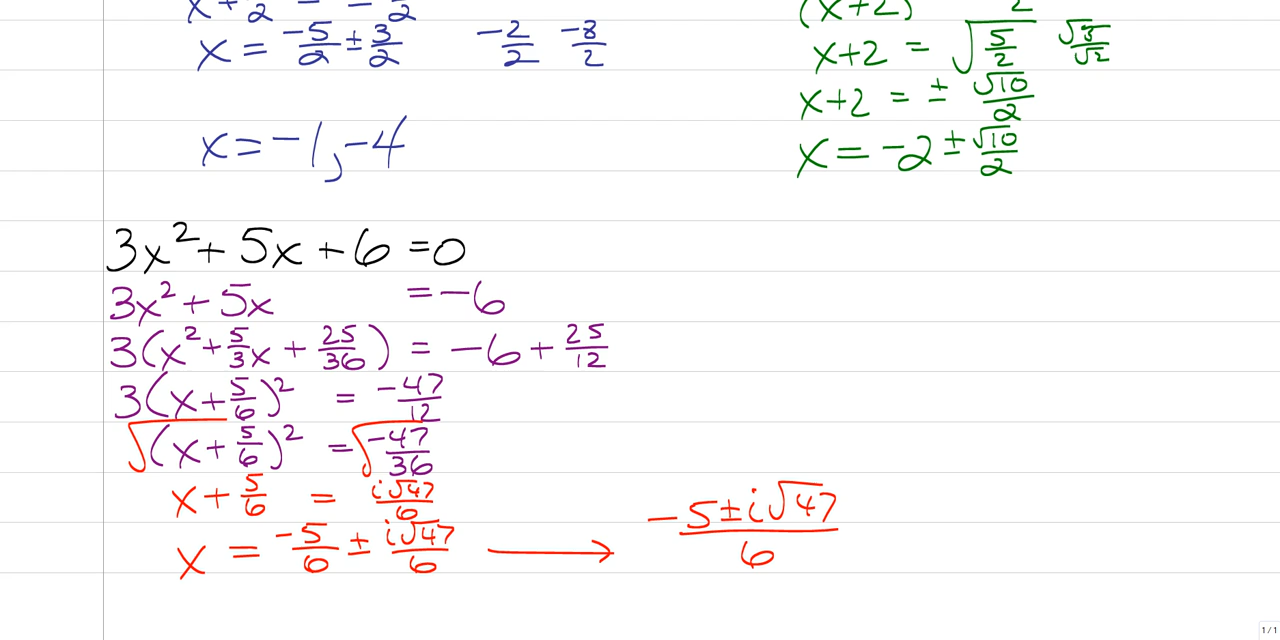 x = -5/2 ± 3/2   -2/2   -8/2
x = -1, -4
x+2 = √(5/2)   √5/√2
x+2 = ± √10/2
x = -2 ± √10/2
3x² + 5x + 6 = 0
3x² + 5x = -6
3(x² + 5/3x + 25/36) = -6 + 25/12
3(x + 5/6)² = -47/12
√(x + 5/6)² = √(-47/36)
x + 5/6 = i√47/6
x = -5/6 ± i√47/6 ⟶ (-5 ± i√47)/6
1 / 1